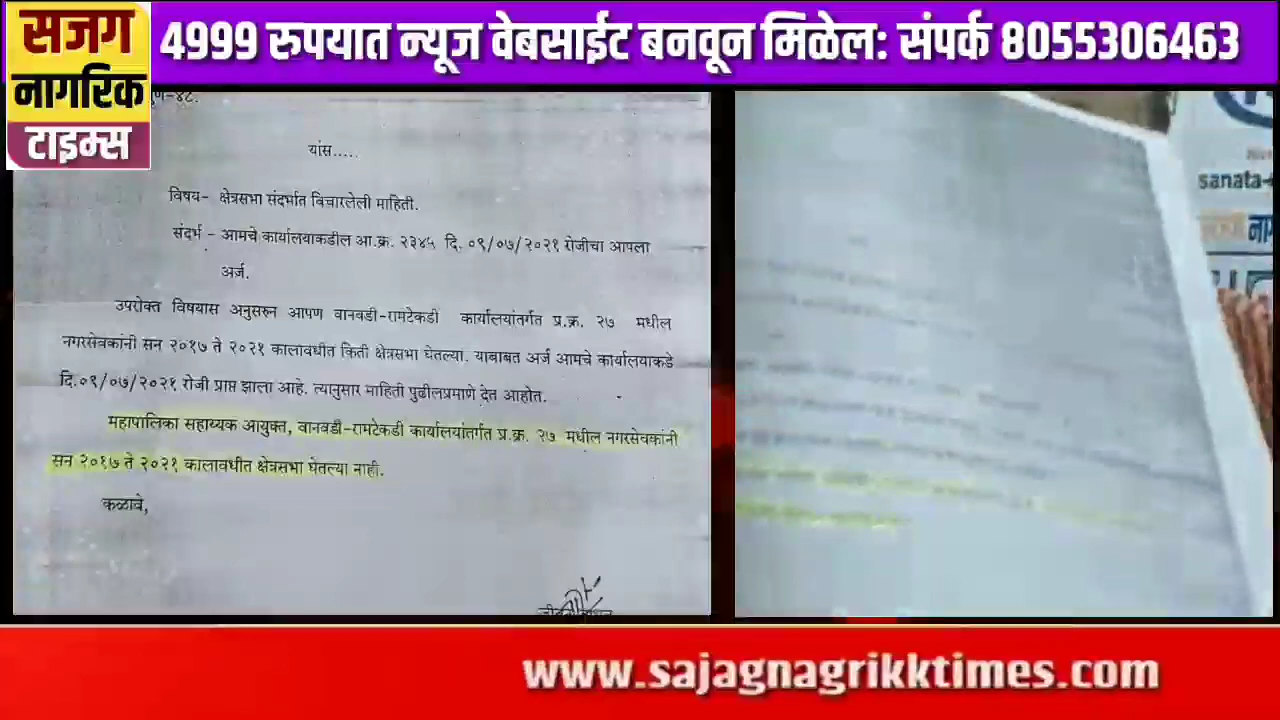 सजग
नागरिक
टाइम्स
4999 रुपयात न्यूज वेबसाईट बनवून मिळेल: संपर्क 8055306463
यांस.....
विषय- क्षेत्रसभा संदर्भात विचारलेली माहिती.
संदर्भ - आमचे कार्यालयाकडील आ.क्र. २३४५ दि. ०९/०७/२०२१ रोजीचा आपला
अर्ज.
उपरोक्त विषयास अनुसरुन आपण वानवडी-रामटेकडी कार्यालयांतर्गत प्र.क्र. २७ मधील
नगरसेवकांनी सन २०१७ ते २०२१ कालावधीत किती क्षेत्रसभा घेतल्या. याबाबत अर्ज आमचे कार्यालयाकडे
दि.०९/०७/२०२१ रोजी प्राप्त झाला आहे. त्यानुसार माहिती पुढीलप्रमाणे देत आहोत.
महापालिका सहाय्यक आयुक्त, वानवडी-रामटेकडी कार्यालयांतर्गत प्र.क्र. २७ मधील नगरसेवकांनी
सन २०१७ ते २०२१ कालावधीत क्षेत्रसभा घेतल्या नाही.
कळावे,
sanata
www.sajagnagrikktimes.com